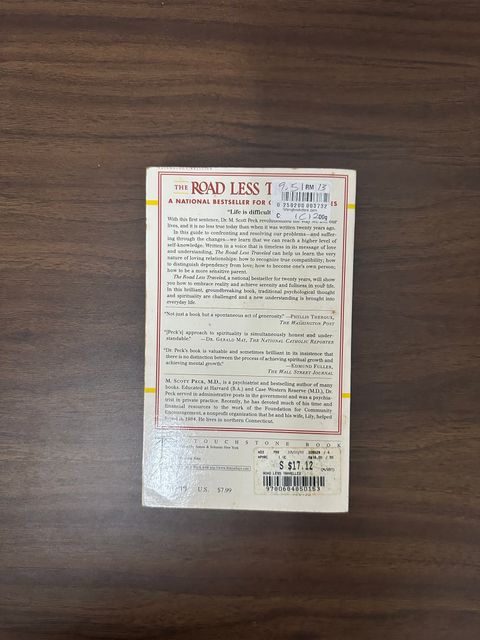 THE ROAD LESS T
A NATIONAL BESTSELLER FOR
9.51 RM 13
C 1C1 200g
"Life is difficult
With this first sentence, Dr. M. Scott Peck our
lives, and it is no less true today than when it was written twenty years ago.
In this guide to confronting and resolving our problems—and suffer-
ing through the changes—we learn that we can reach a higher level of
self-knowledge. Written in a voice that is timeless in its message of love
and understanding, The Road Less Traveled can help us learn the very
nature of loving relationships: how to recognize true compatibility; how
to distinguish dependency from love; how to become one's own person;
how to be a more sensitive parent.
The Road Less Traveled, a national bestseller for twenty years, will show
you how to embrace reality and achieve serenity and fullness in your life.
In this brilliant, groundbreaking book, traditional psychological thought
and spirituality are challenged and a new understanding is brought into
everyday life.
"Not just a book but a spontaneous act of generosity." —PHYLLIS THEROUX,
THE WASHINGTON POST
"[Peck's] approach to spirituality is simultaneously honest and under-
standable." —DR. GERALD MAY, THE NATIONAL CATHOLIC REPORTER
"Dr. Peck's book is valuable and sometimes brilliant in its insistence that
there is no distinction between the process of achieving spiritual growth and
achieving mental growth." —EDMUND FULLER,
THE WALL STREET JOURNAL
M. SCOTT PECK, M.D., is a psychiatrist and bestselling author of many
books. Educated at Harvard (B.A.) and Case Western Reserve (M.D.), Dr.
Peck served in administrative posts in the government and was a psychia-
trist in private practice. Recently, he has devoted much of his time and
financial resources to the work of the Foundation for Community
Encouragement, a nonprofit organization that he and his wife, Lily, helped
found in 1984. He lives in northern Connecticut.
TOUCHSTONE BOOK
U.S. $7.99
S $17.12
ROAD LESS TRAVELLED
9780684850153